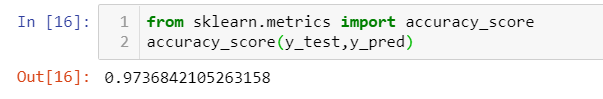 In [16]: 1 from sklearn.metrics import accuracy_score
2 accuracy_score(y_test,y_pred)
Out[16]: 0.9736842105263158